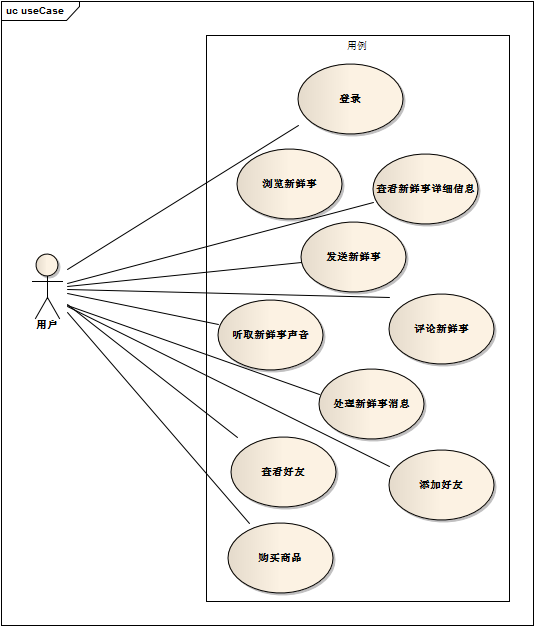 uc useCase
用例
登录
浏览新鲜事
查看新鲜事详细信息
发送新鲜事
用户
听取新鲜事声音
评论新鲜事
处理新鲜事消息
查看好友
添加好友
购买商品